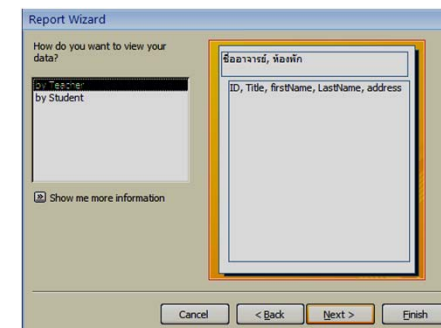 Report Wizard
How do you want to view your
data?
by Teacher
by Student
Show me more information
ชื่ออาจารย์, ห้องพัก
ID, Title, firstName, LastName, address
Cancel
< Back
Next >
Finish